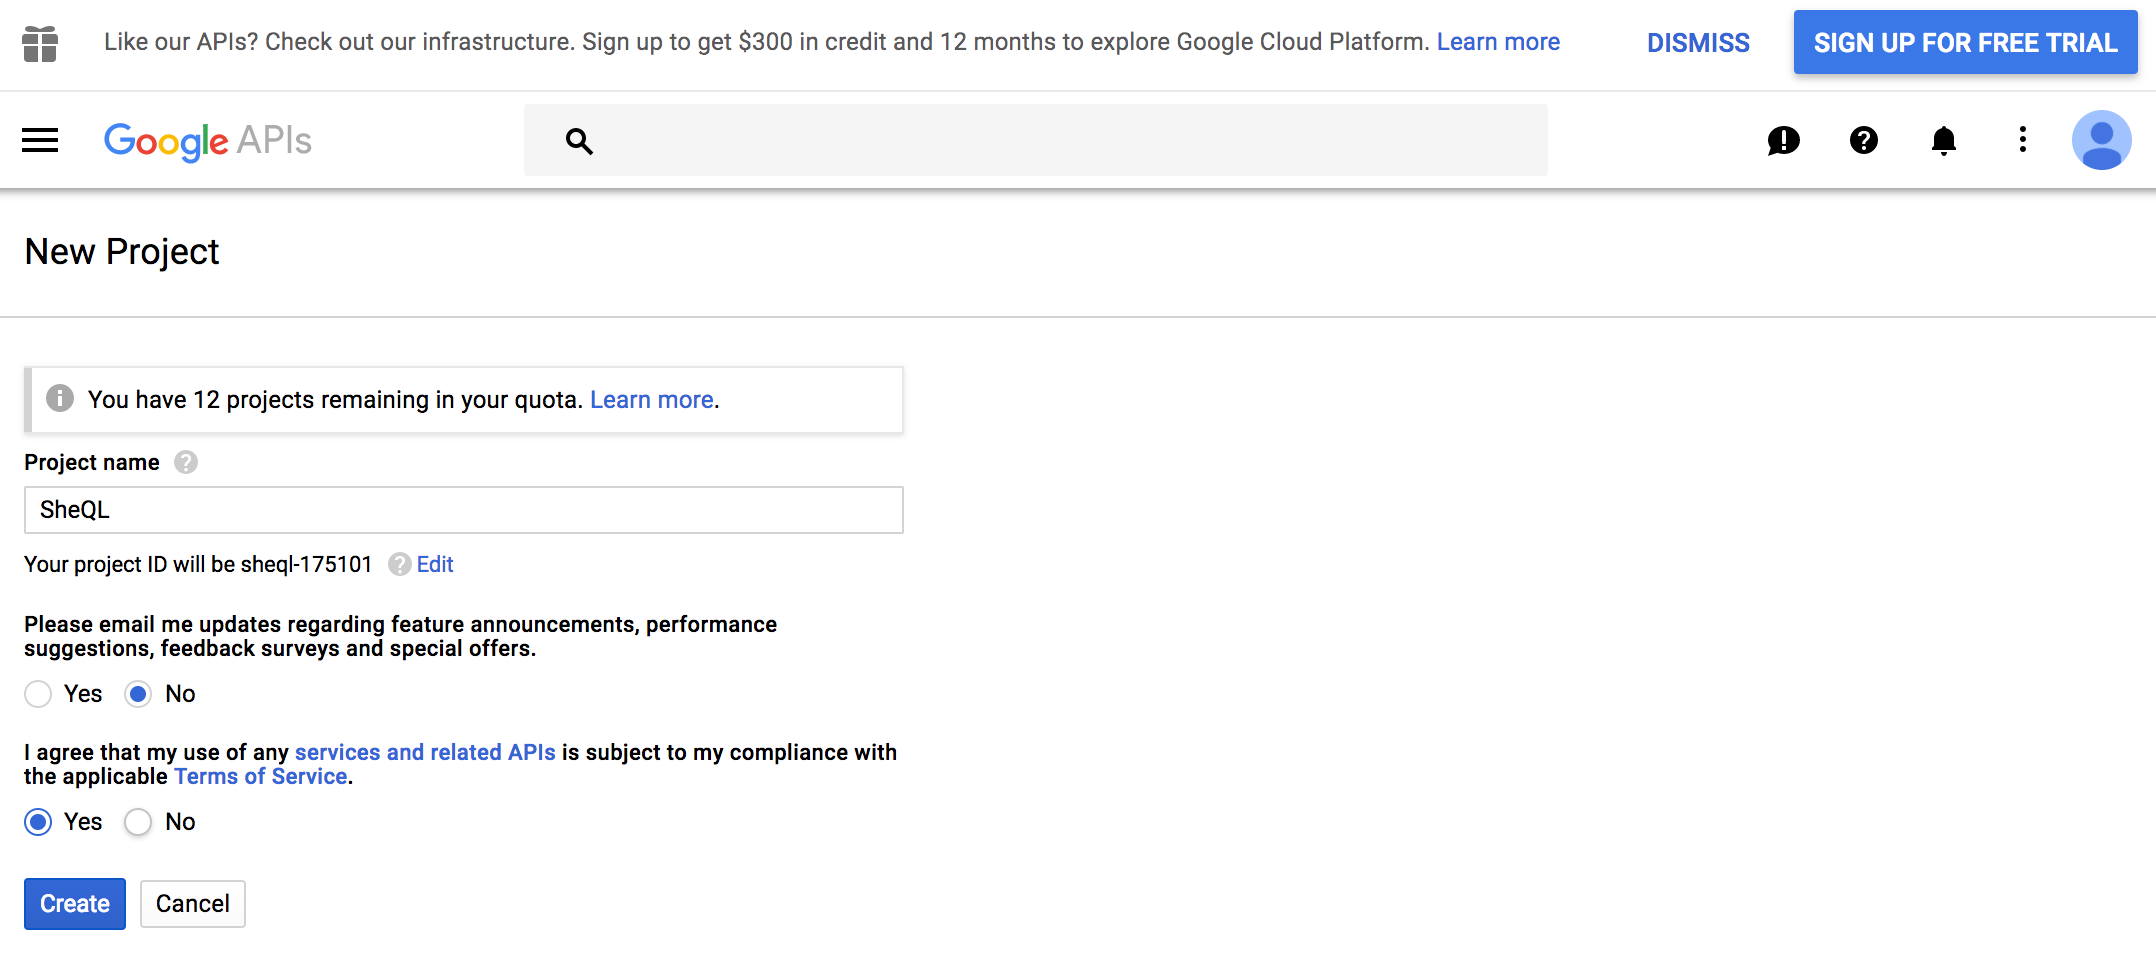 Like our APIs? Check out our infrastructure. Sign up to get $300 in credit and 12 months to explore Google Cloud Platform. Learn more
DISMISS
SIGN UP FOR FREE TRIAL
Google APIs
New Project
You have 12 projects remaining in your quota. Learn more.
Project name
SheQL
Your project ID will be sheql-175101 Edit
Please email me updates regarding feature announcements, performance
suggestions, feedback surveys and special offers.
Yes No
I agree that my use of any services and related APIs is subject to my compliance with
the applicable Terms of Service.
Yes No
Create Cancel